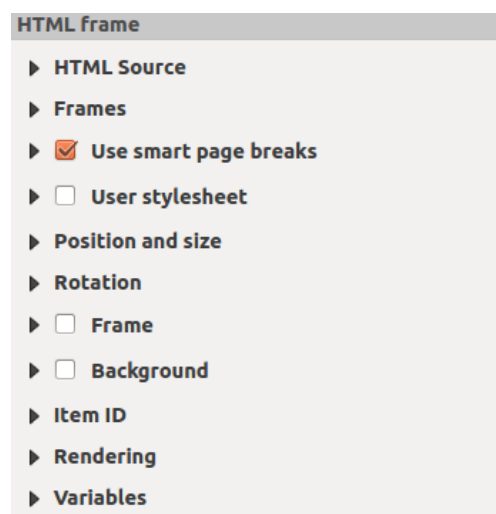 HTML frame
HTML Source
Frames
Use smart page breaks
User stylesheet
Position and size
Rotation
Frame
Background
Item ID
Rendering
Variables